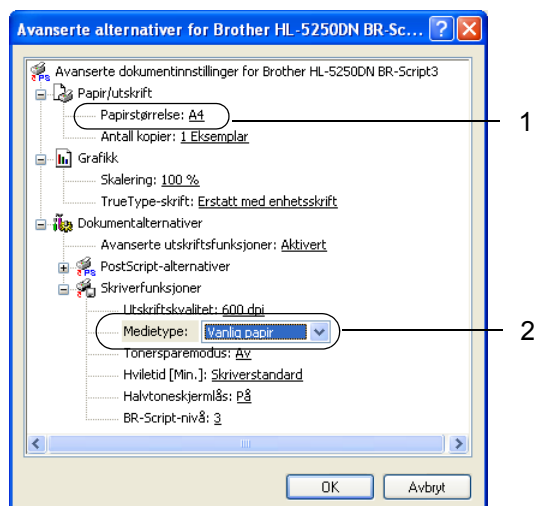 Avanserte alternativer for Brother HL-5250DN BR-Sc...
Avanserte dokumentinnstillinger for Brother HL-5250DN BR-Script3
Papir/utskrift
Papirstørrelse: A4
1
Antall kopier: 1 Eksemplar
Grafikk
Skalering: 100 %
TrueType-skrift: Erstatt med enhetsskrift
Dokumentalternativer
Avanserte utskriftsfunksjoner: Aktivert
PostScript-alternativer
Skriverfunksjoner
Utskriftskvalitet: 600 dpi
Medietype: Vanlig papir
2
Tonersparemodus: Av
Hviletid [Min.]: Skriverstandard
Halvtoneskjermlås: På
BR-Script-nivå: 3
OK Avbryt